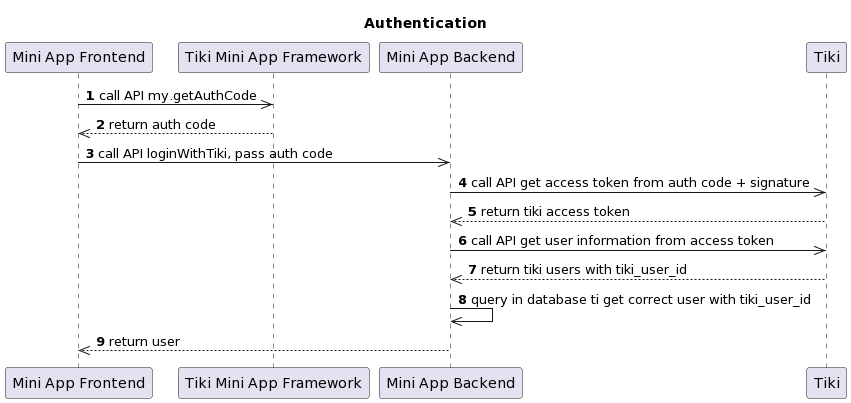 Authentication
Mini App Frontend
Tiki Mini App Framework
Mini App Backend
Tiki
1 call API my.getAuthCode
2 return auth code
3 call API loginWithTiki, pass auth code
4 call API get access token from auth code + signature
5 return tiki access token
6 call API get user information from access token
7 return tiki users with tiki_user_id
8 query in database ti get correct user with tiki_user_id
9 return user
Mini App Frontend
Tiki Mini App Framework
Mini App Backend
Tiki